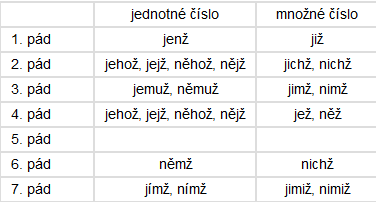 jednotné číslo množné číslo
1. pád jenž již
2. pád jehož, jejž, něhož, nějž jichž, nichž
3. pád jemuž, němuž jimž, nimž
4. pád jehož, jejž, něhož, nějž jež, něž
5. pád
6. pád němž nichž
7. pád jímž, nímž jimiž, nimiž